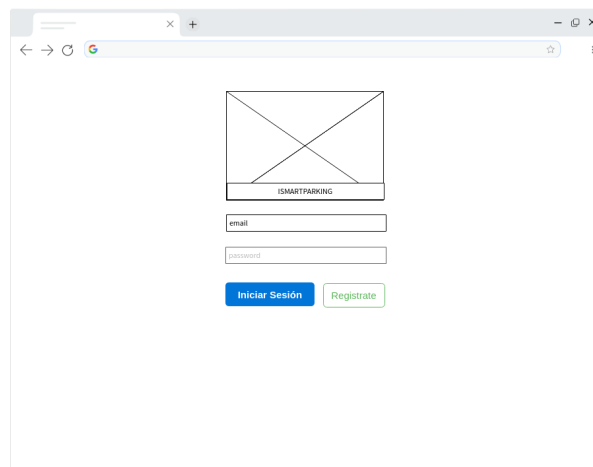 ISMARTPARKING
email
password
Iniciar Sesión
Registrate